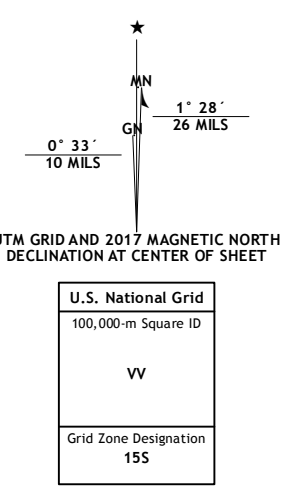 ★
MN
1° 28´
GN
26 MILS
0° 33´
10 MILS
UTM GRID AND 2017 MAGNETIC NORTH
DECLINATION AT CENTER OF SHEET
U.S. National Grid
100,000-m Square ID
VV
Grid Zone Designation
15S